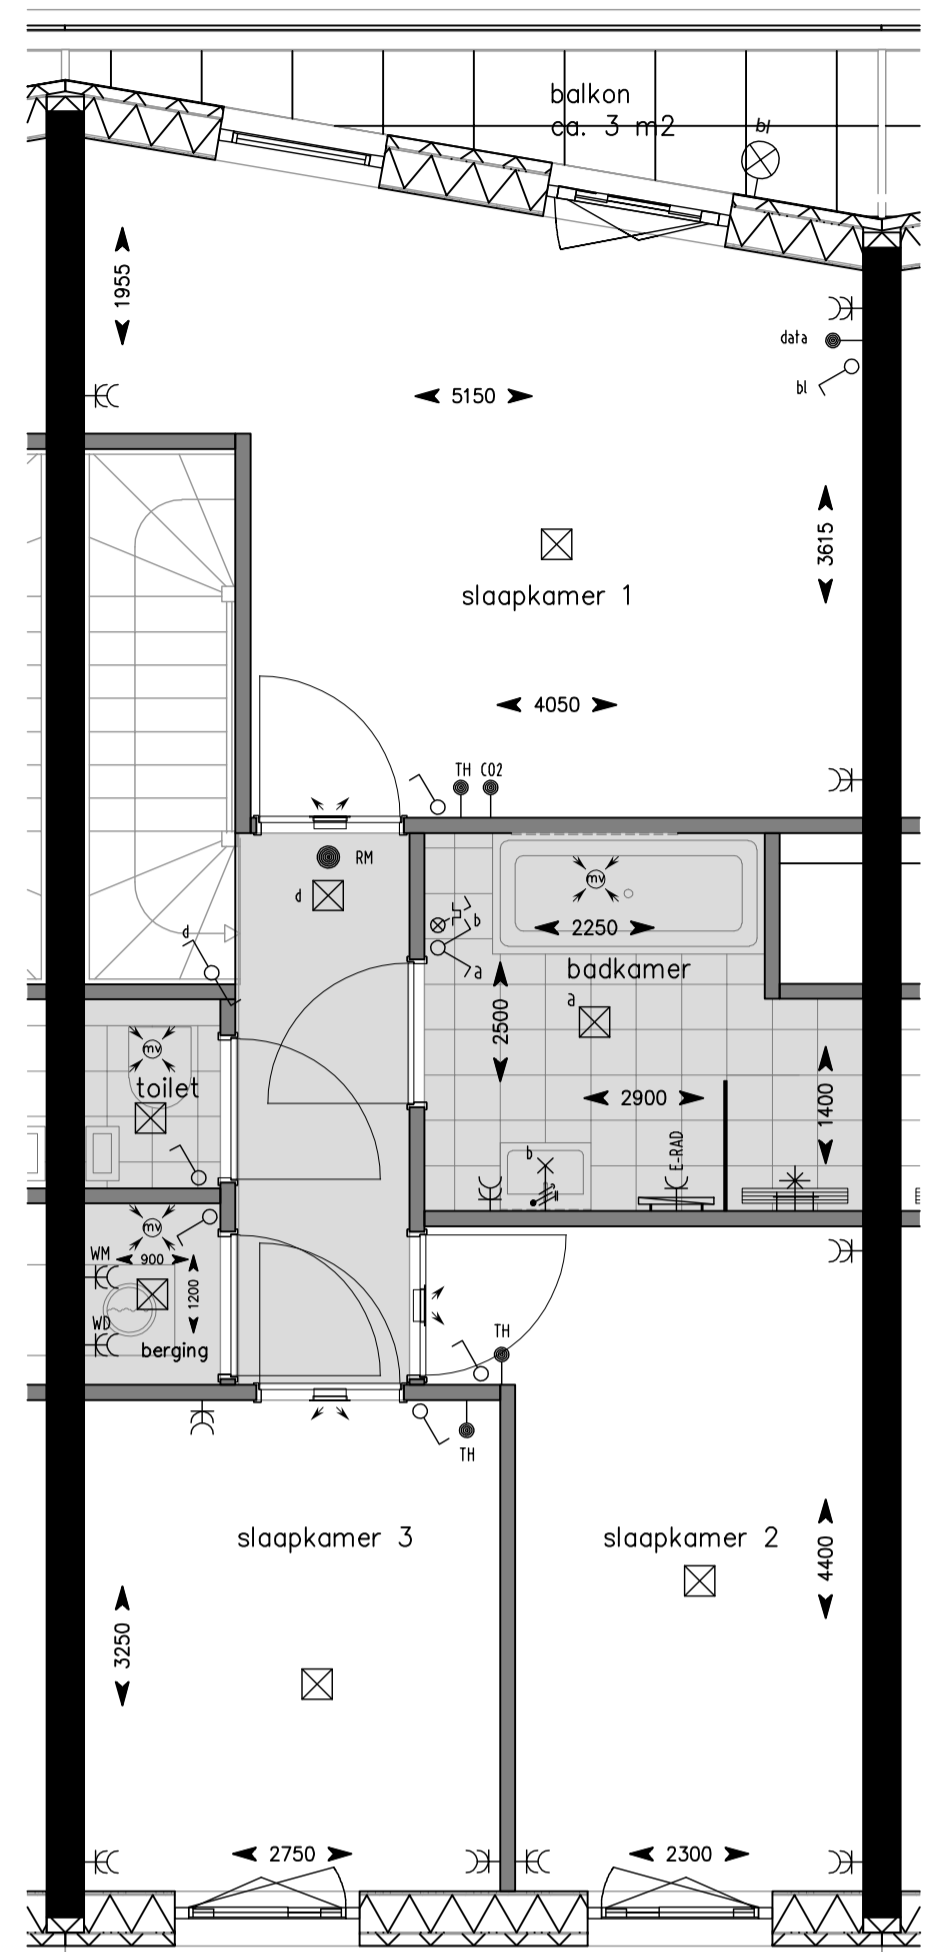 balkon
ca. 3 m2
bl
1955
data
bl
5150
3615
slaapkamer 1
4050
TH CO2
RM
d
mv
b
2250
d
a
badkamer
a
2500
mv
toilet
2900
1400
E-RAD
b
mv
WM
900
1200
WD
berging
TH
TH
slaapkamer 3
slaapkamer 2
4400
3250
2750
2300